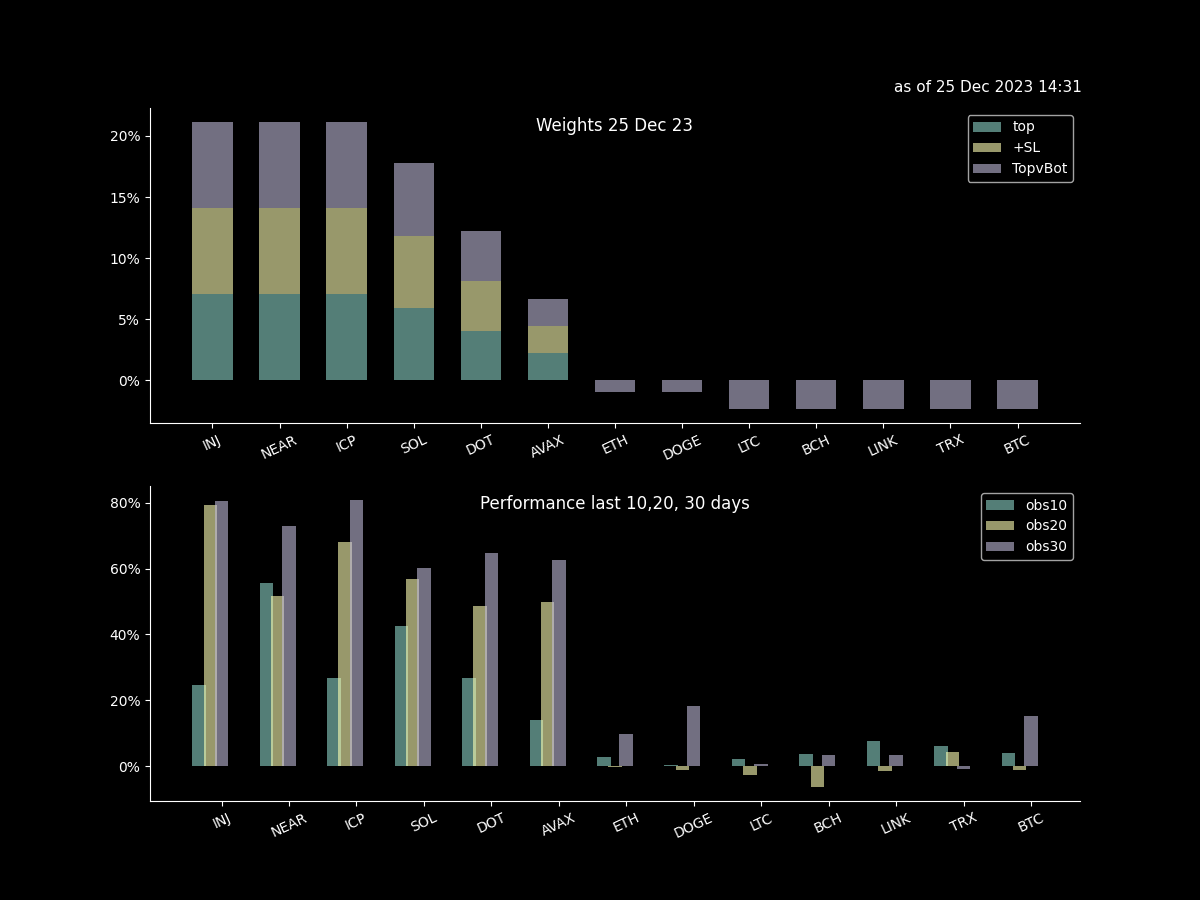 as of 25 Dec 2023 14:31
Weights 25 Dec 23
top
+SL
TopvBot
20%
15%
10%
5%
0%
INJ NEAR ICP SOL DOT AVAX ETH DOGE LTC BCH LINK TRX BTC
Performance last 10,20, 30 days
obs10
obs20
obs30
80%
60%
40%
20%
0%
INJ NEAR ICP SOL DOT AVAX ETH DOGE LTC BCH LINK TRX BTC